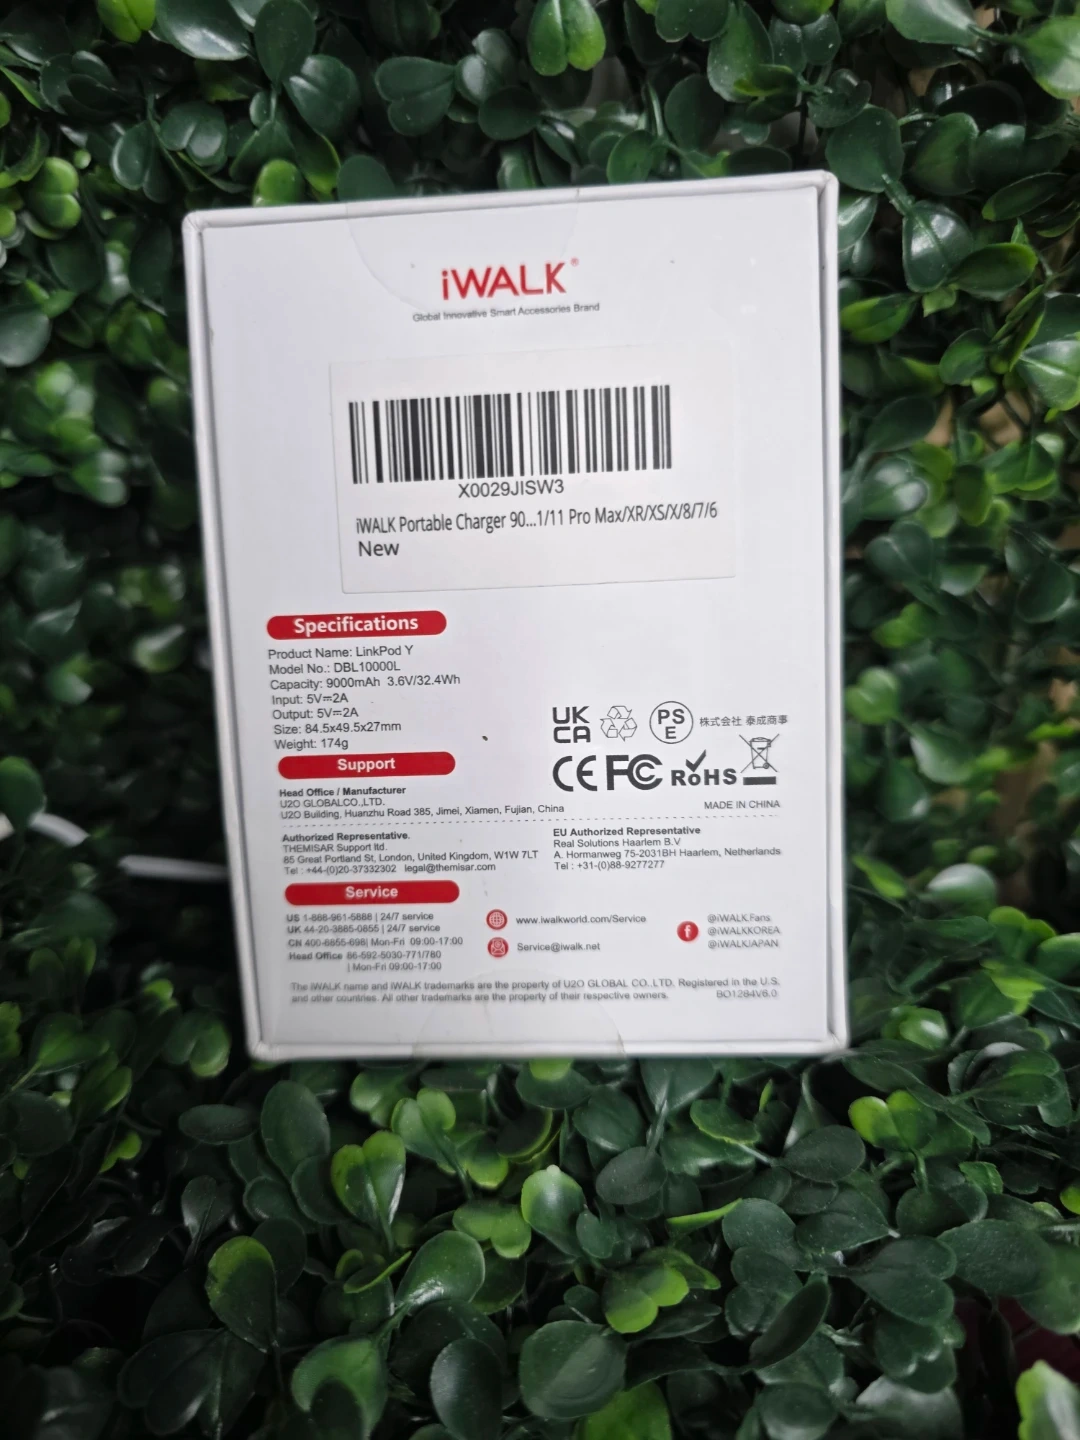 iWALK®
Global Innovative Smart Accessories Brand
X0029JISW3
iWALK Portable Charger 90...1/11 Pro Max/XR/XS/X/8/7/6
New
Specifications
Product Name: LinkPod Y
Model No.: DBL10000L
Capacity: 9000mAh 3.6V/32.4Wh
Input: 5V⎓2A
Output: 5V⎓2A
Size: 84.5x49.5x27mm
Weight: 174g
UK
CA
PS
E
株式会社 泰成商事
CE FC RoHS
MADE IN CHINA
Support
Head Office / Manufacturer
U2O GLOBALCO.,LTD.
U2O Building, Huanzhu Road 385, Jimei, Xiamen, Fujian, China
Authorized Representative.
THEMISAR Support ltd.
85 Great Portland St, London, United Kingdom, W1W 7LT
Tel : +44-(0)20-37332302 legal@themisar.com
EU Authorized Representative
Real Solutions Haarlem B.V
A. Hormanweg 75-2031BH Haarlem, Netherlands
Tel : +31-(0)88-9277277
Service
US 1-888-961-5888 | 24/7 service
UK 44-20-3885-0855 | 24/7 service
CN 400-8855-698| Mon-Fri 09:00-17:00
Head Office 86-592-5030-771/780
| Mon-Fri 09:00-17:00
www.iwalkworld.com/Service
Service@iwalk.net
@iWALK.Fans
@iWALKKOREA
@iWALKJAPAN
The iWALK name and iWALK trademarks are the property of U2O GLOBAL CO.,LTD. Registered in the U.S.
and other countries. All other trademarks are the property of their respective owners. BO1284V6.0